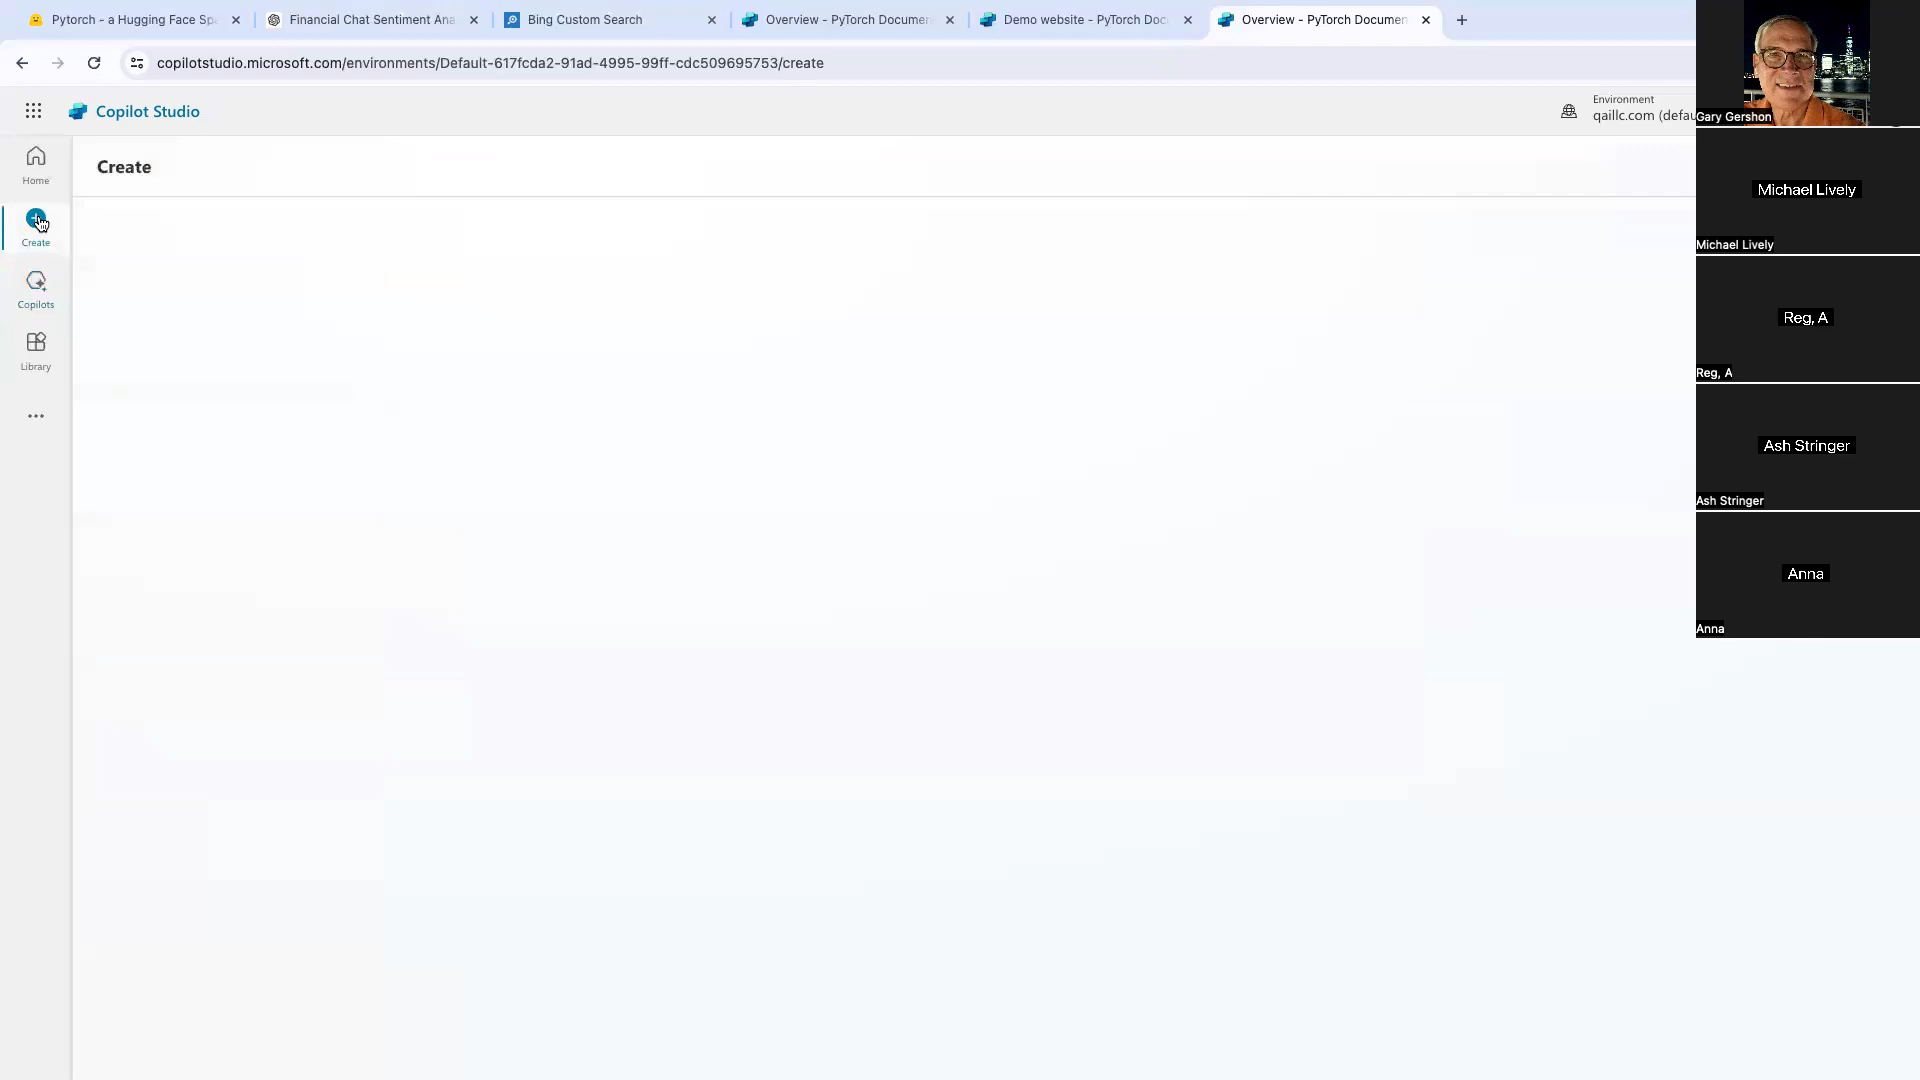 Pytorch - a Hugging Face Sp
Financial Chat Sentiment Ana
Bing Custom Search
Overview - PyTorch Documen
Demo website - PyTorch Doc
Overview - PyTorch Documen
copilotstudio.microsoft.com/environments/Default-617fcda2-91ad-4995-99ff-cdc509695753/create
Copilot Studio
Environment
qaillc.com (defau
Home
Create
Copilots
Library
Create
Gary Gershon
Michael Lively
Michael Lively
Reg, A
Reg, A
Ash Stringer
Ash Stringer
Anna
Anna